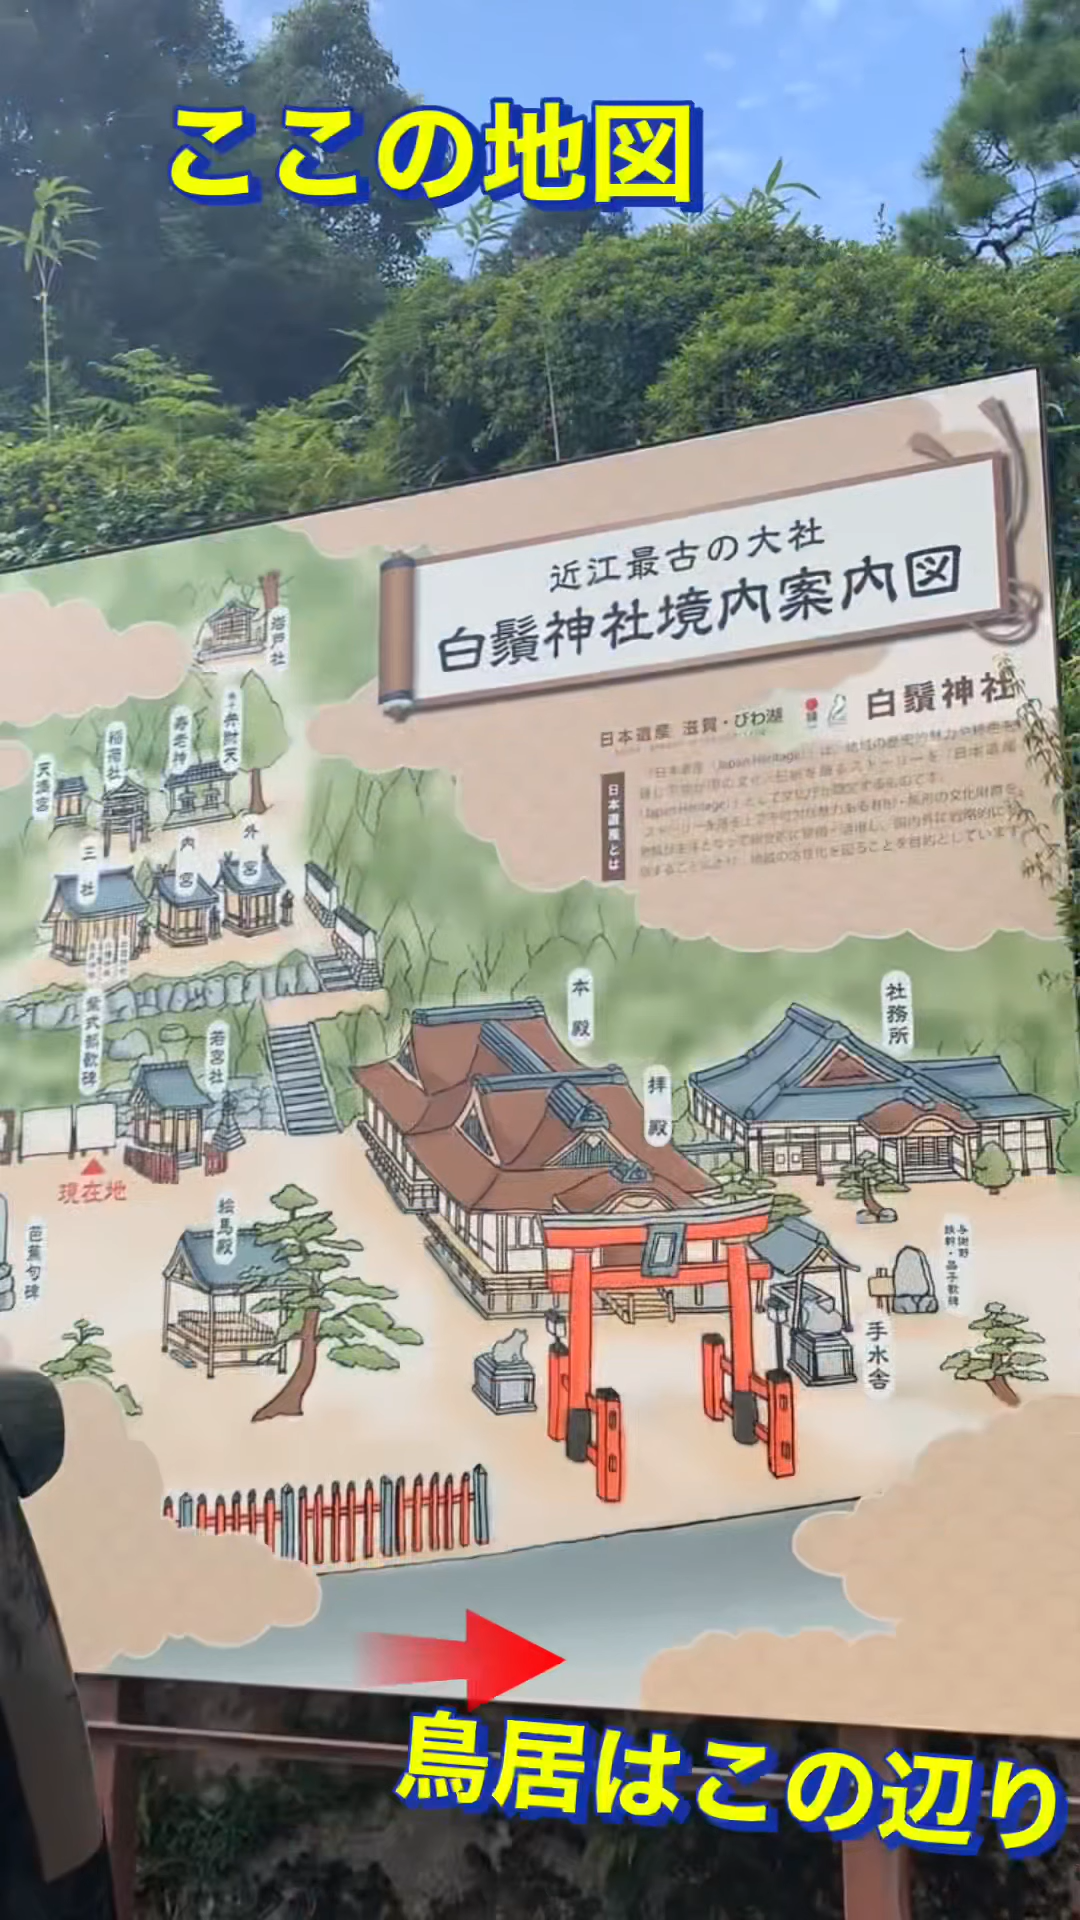 ここの地図
近江最古の大社
白鬚神社境内案内図
日本遺産 滋賀・びわ湖
白鬚神社
日本遺産とは
岩戸社
弁財天
寿老神
稲荷社
天満宮
外宮
内宮
三社
紫式部歌碑
若宮社
本殿
拝殿
社務所
現在地
絵馬殿
芭蕉句碑
与謝野
鉄幹・晶子歌碑
手水舎
鳥居はこの辺り